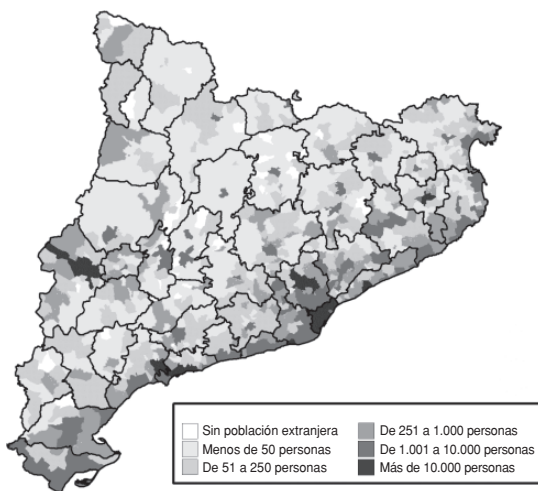 Sin población extranjera
Menos de 50 personas
De 51 a 250 personas
De 251 a 1.000 personas
De 1.001 a 10.000 personas
Más de 10.000 personas